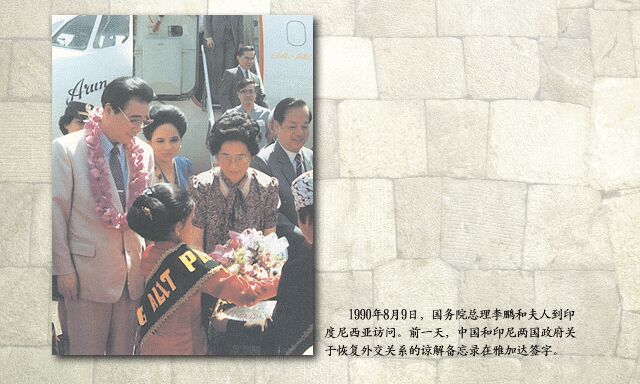 Arun
ALLT P
1990年8月9日，国务院总理李鹏和夫人到印
度尼西亚访问。前一天，中国和印尼两国政府关
于恢复外交关系的谅解备忘录在雅加达签字。